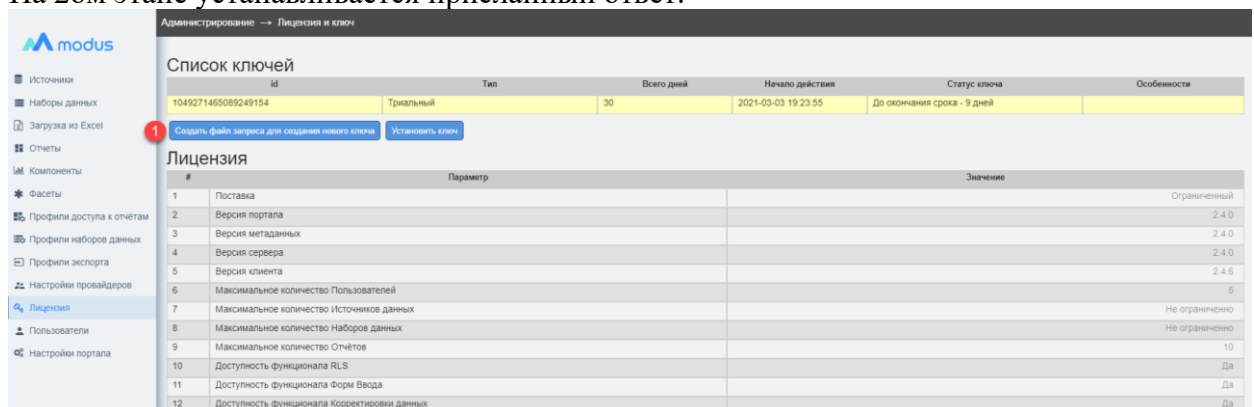 На 2ом этапе устанавливается присланный ответ.
Администрирование → Лицензия и ключ
modus
Источники
Наборы данных
Загрузка из Excel
Отчеты
Компоненты
Фасеты
Профили доступа к отчётам
Профили наборов данных
Профили экспорта
Настройки провайдеров
Лицензия
Пользователи
Настройки портала
Список ключей
id Тип Всего дней Начало действия Статус ключа Особенности
1049271465089249154 Триальный 30 2021-03-03 19:23:55 До окончания срока - 9 дней
1 Создать файл запроса для создания нового ключа Установить ключ
Лицензия
# Параметр Значение
1 Поставка Ограниченный
2 Версия портала 2.4.0
3 Версия метаданных 2.4.0
4 Версия сервера 2.4.0
5 Версия клиента 2.4.6
6 Максимальное количество Пользователей 5
7 Максимальное количество Источников данных Не ограниченно
8 Максимальное количество Наборов данных Не ограниченно
9 Максимальное количество Отчётов 10
10 Доступность функционала RLS Да
11 Доступность функционала Форм Ввода Да
12 Доступность функционала Корректировки данных Да